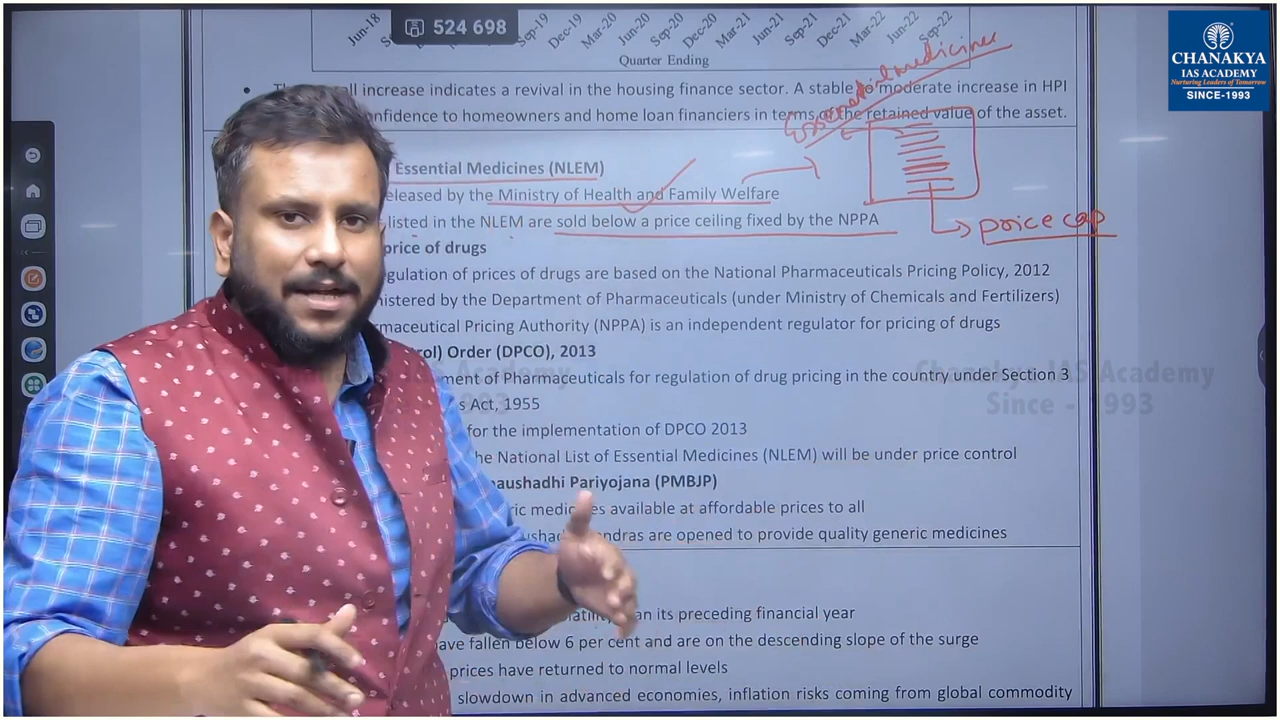 524 698
Jun-18
Sep-19
Dec-19
Mar-20
Jun-20
Sep-20
Dec-20
Mar-21
Jun-21
Sep-21
Dec-21
Mar-22
Jun-22
Sep-22
Quarter Ending
CHANAKYA
IAS ACADEMY
Nurturing Leaders of Tomorrow
SINCE-1993
all increase indicates revival in the housing finance sector. A stable to moderate increase in HPI
confidence to homeowners and home loan financiers in terms of the retained value of the asset.
Essential medicines
Essential Medicines (NLEM)
eleased by the Ministry of Health and Family Welfare
listed in the NLEM are sold below a price ceiling fixed by the NPPA
price cap
price of drugs
gulation of prices of drugs are based on the National Pharmaceuticals Pricing Policy, 2012
nistered by the Department of Pharmaceuticals (under Ministry of Chemicals and Fertilizers)
maceutical Pricing Authority (NPPA) is an independent regulator for pricing of drugs
rol) Order (DPCO), 2013
ment of Pharmaceuticals for regulation of drug pricing in the country under Section 3
s Act, 1955
for the implementation of DPCO 2013
he National List of Essential Medicines (NLEM) will be under price control
aushadhi Pariyojana (PMBJP)
ric medicines available at affordable prices to all
ndras are opened to provide quality generic medicines
an its preceding financial year
ave fallen below 6 per cent and are on the descending slope of the surge
prices have returned to normal levels
slowdown in advanced economies, inflation risks coming from global commodity
Chanakya IAS Academy
Since - 1993